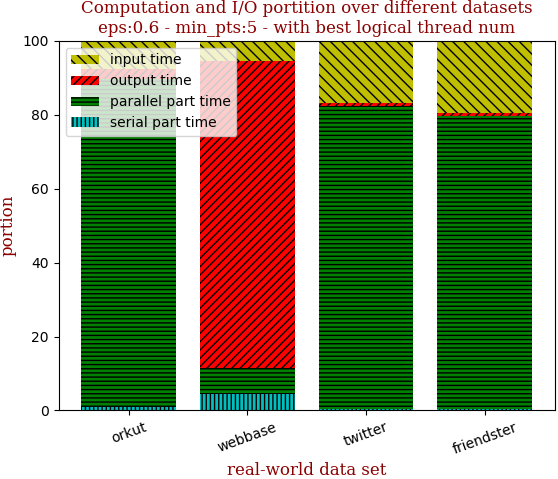 Computation and I/O portition over different datasets
eps:0.6 - min_pts:5 - with best logical thread num
100
80
60
40
20
0
portion
input time
output time
parallel part time
serial part time
orkut
webbase
twitter
friendster
real-world data set